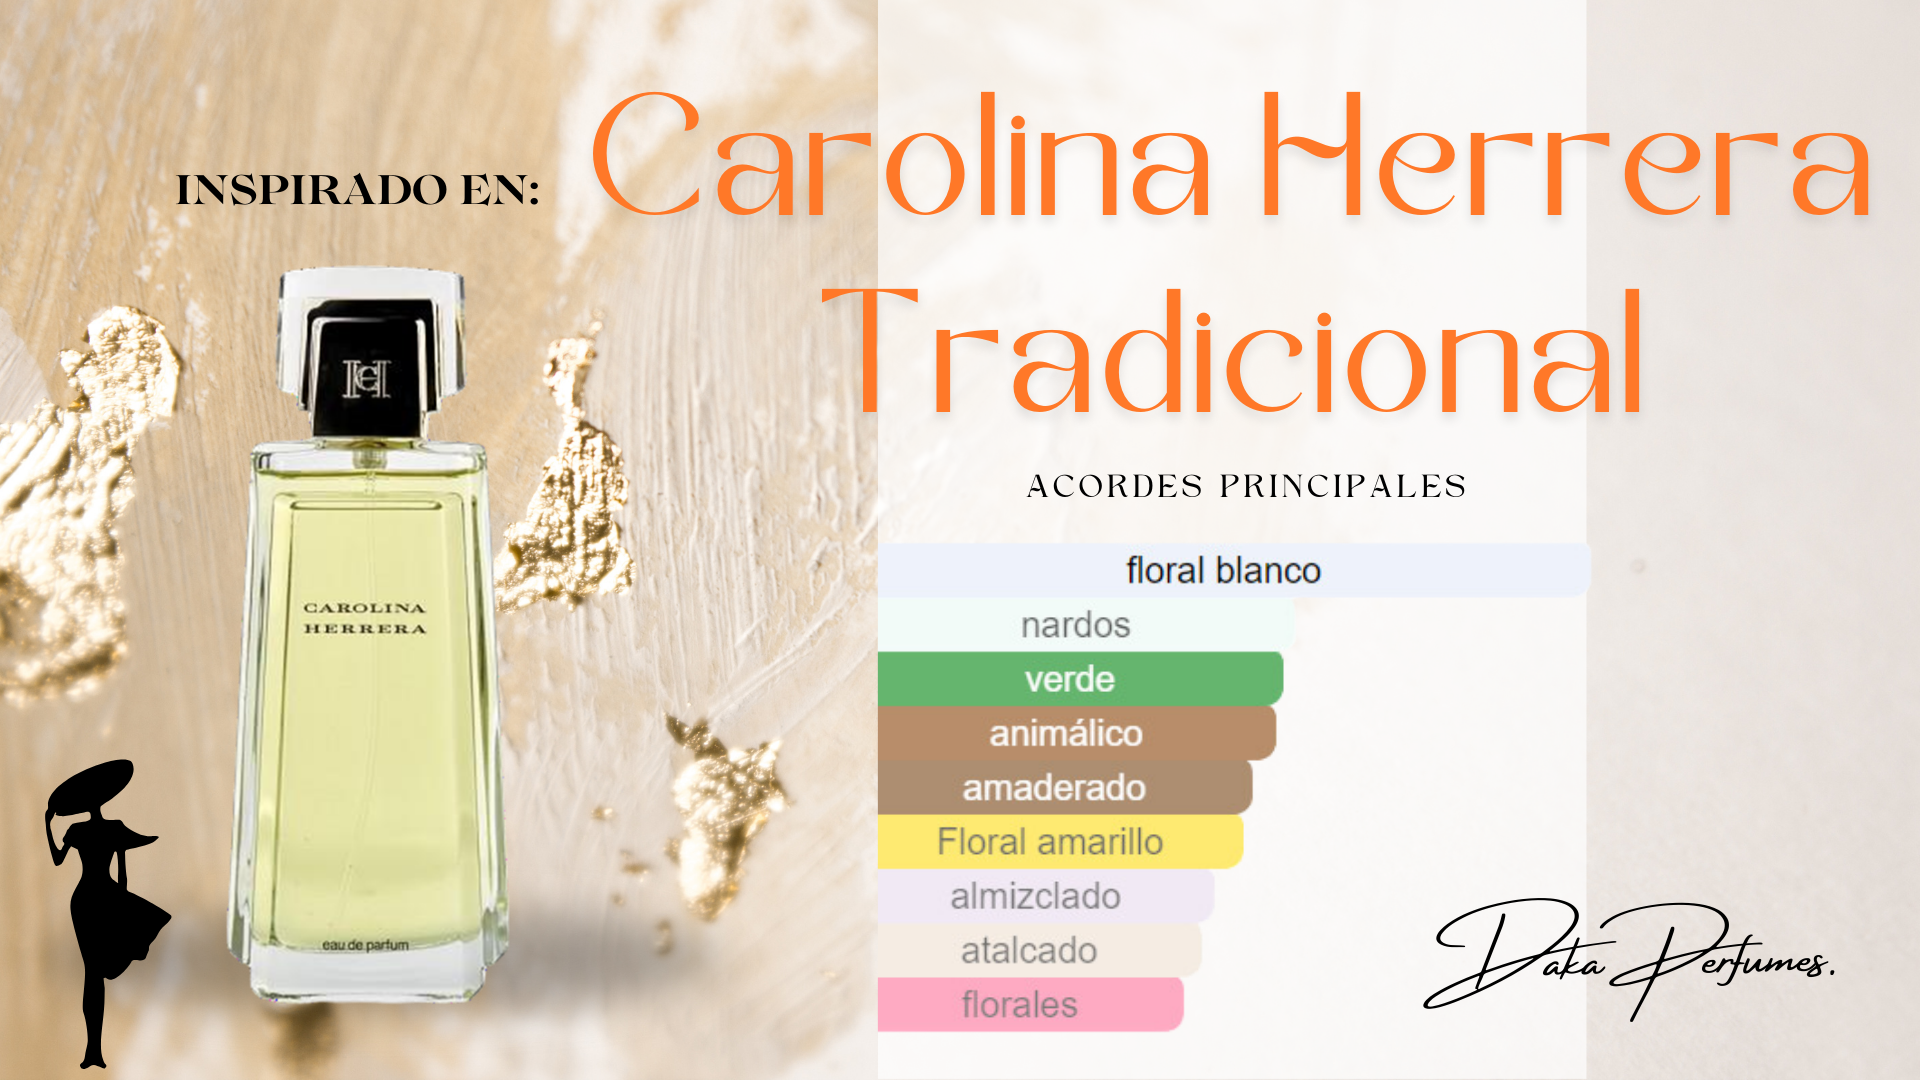 INSPIRADO EN:
Carolina Herrera
Tradicional
CH
CAROLINA
HERRERA
eau de parfum
ACORDES PRINCIPALES
floral blanco
nardos
verde
animálico
amaderado
Floral amarillo
almizclado
atalcado
florales
Daka Perfumes.